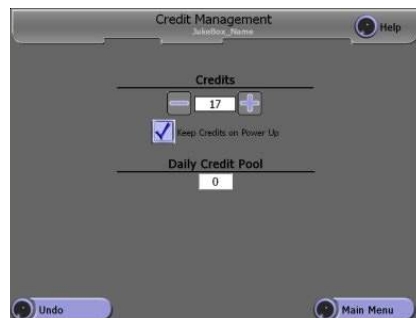 Credit Management
JukeBox_Name
Help
Credits
17
Keep Credits on Power Up
Daily Credit Pool
0
Undo
Main Menu